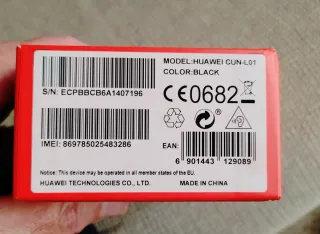 MODEL:HUAWEI CUN-L01
COLOR:BLACK
S/N: ECPBBCB6A1407196
CE0682
IMEI: 869785025483286
EAN:
6 901443 129089
Notice: This device may be operated in all member states of the EU.
HUAWEI TECHNOLOGIES CO., LTD. MADE IN CHINA